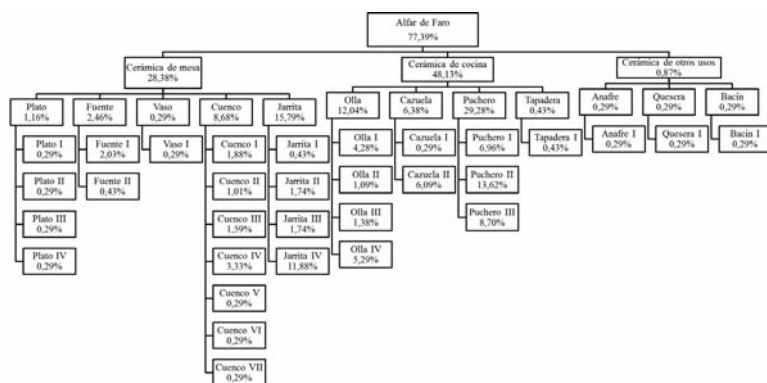 Alfar de Faro
77,39%
Cerámica de mesa
28,38%
Cerámica de cocina
48,13%
Cerámica de otros usos
0,87%
Plato
1,16%
Fuente
2,46%
Vaso
0,29%
Cuenco
8,68%
Jarrita
15,79%
Olla
12,04%
Cazuela
6,38%
Puchero
29,28%
Tapadera
0,43%
Anafre
0,29%
Quesera
0,29%
Bacín
0,29%
Plato I
0,29%
Fuente I
2,03%
Vaso I
0,29%
Cuenco I
1,88%
Jarrita I
0,43%
Olla I
4,28%
Cazuela I
0,29%
Puchero I
6,96%
Tapadera I
0,43%
Anafre I
0,29%
Quesera I
0,29%
Bacín I
0,29%
Plato II
0,29%
Fuente II
0,43%
Cuenco II
1,01%
Jarrita II
1,74%
Olla II
1,09%
Cazuela II
6,09%
Puchero II
13,62%
Plato III
0,29%
Cuenco III
1,59%
Jarrita III
1,74%
Olla III
1,38%
Puchero III
8,70%
Plato IV
0,29%
Cuenco IV
3,33%
Jarrita IV
11,88%
Olla IV
5,29%
Cuenco V
0,29%
Cuenco VI
0,29%
Cuenco VII
0,29%